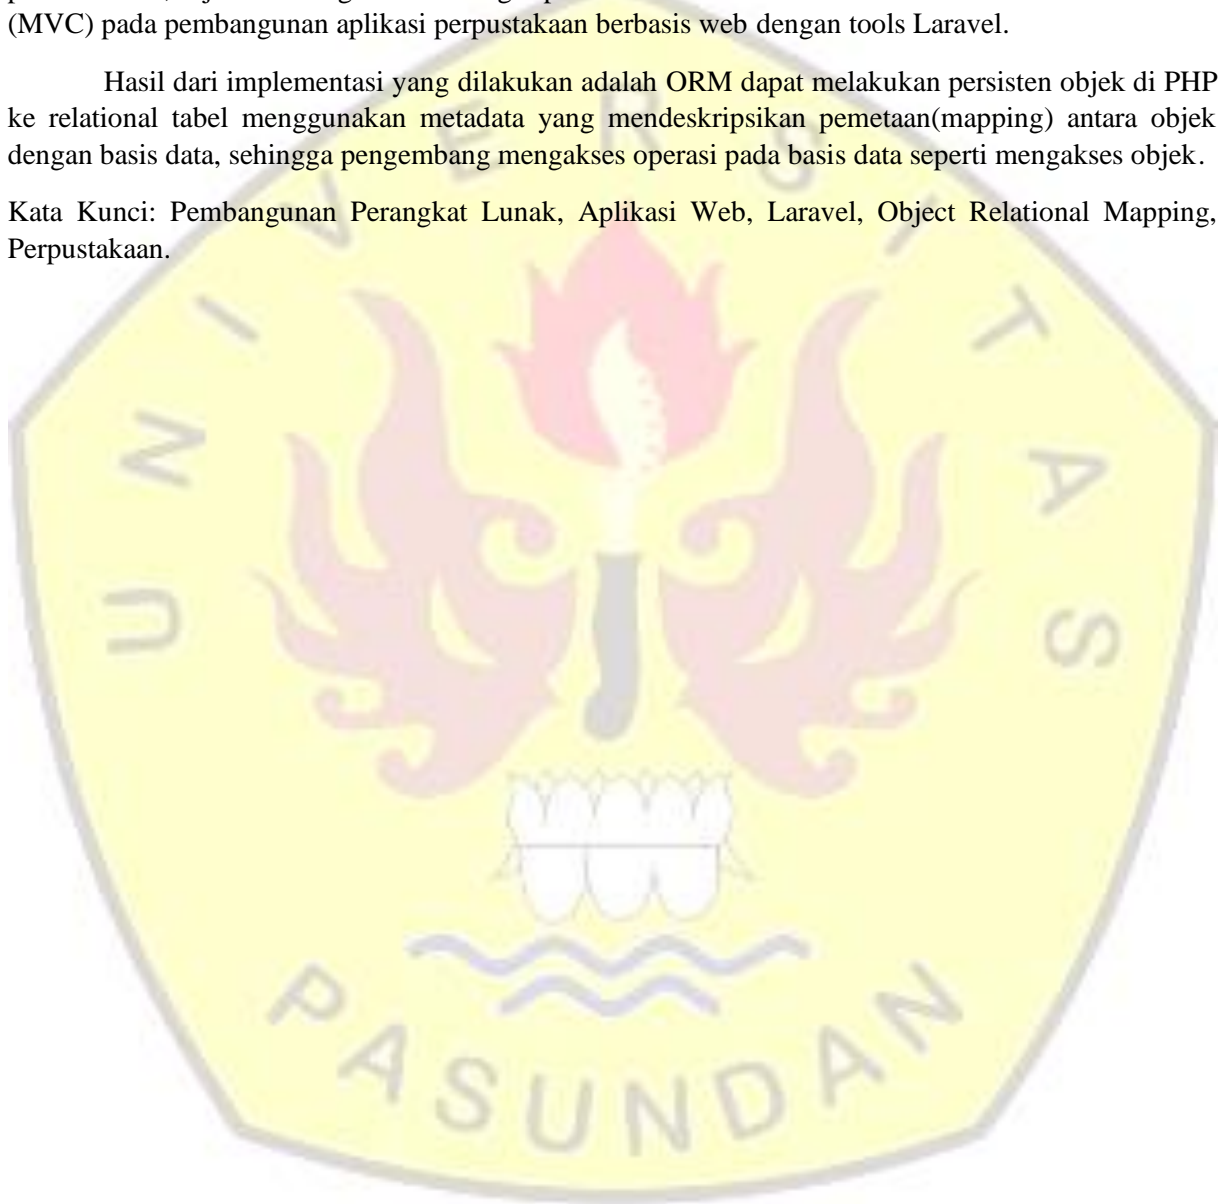 (MVC) pada pembangunan aplikasi perpustakaan berbasis web dengan tools Laravel.
Hasil dari implementasi yang dilakukan adalah ORM dapat melakukan persisten objek di PHP
ke relational tabel menggunakan metadata yang mendeskripsikan pemetaan(mapping) antara objek
dengan basis data, sehingga pengembang mengakses operasi pada basis data seperti mengakses objek.
Kata Kunci: Pembangunan Perangkat Lunak, Aplikasi Web, Laravel, Object Relational Mapping,
Perpustakaan.
UNIVERSITAS
PASUNDAN